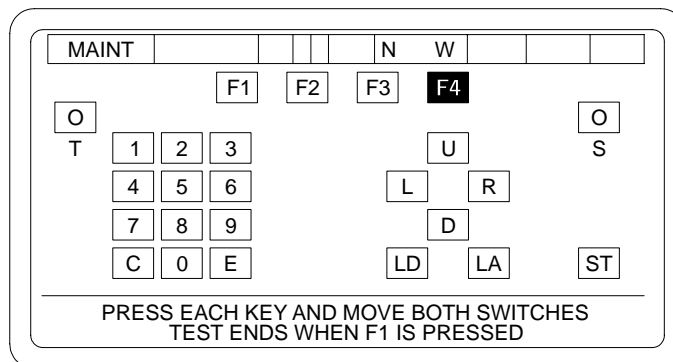 MAINT N W
F1 F2 F3 F4
O O
T 1 2 3 U S
4 5 6 L R
7 8 9 D
C 0 E LD LA ST
PRESS EACH KEY AND MOVE BOTH SWITCHES
TEST ENDS WHEN F1 IS PRESSED